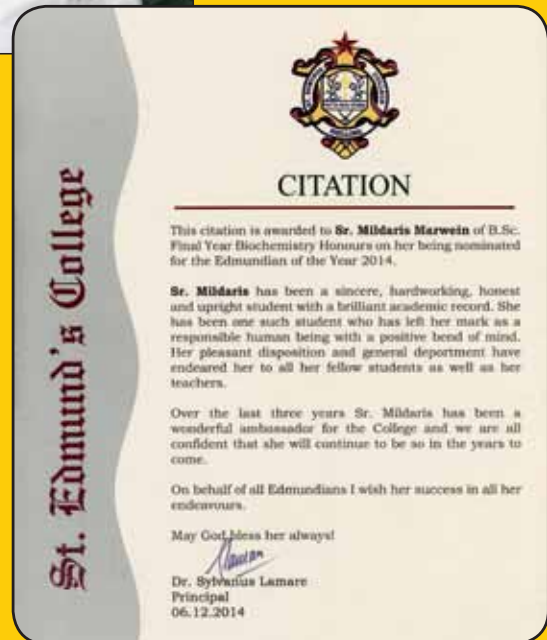 St. Edmund's College
CITATION
This citation is awarded to Sr. Mildaris Marwein of B.Sc.
Final Year Biochemistry Honours on her being nominated
for the Edmundian of the Year 2014.
Sr. Mildaris has been a sincere, hardworking, honest
and upright student with a brilliant academic record. She
has been one such student who has left her mark as a
responsible human being with a positive bend of mind.
Her pleasant disposition and general deportment have
endeared her to all her fellow students as well as her
teachers.
Over the last three years Sr. Mildaris has been a
wonderful ambassador for the College and we are all
confident that she will continue to be so in the years to
come.
On behalf of all Edmundians I wish her success in all her
endeavours.
May God bless her always!
Dr. Sylvanus Lamare
Principal
06.12.2014